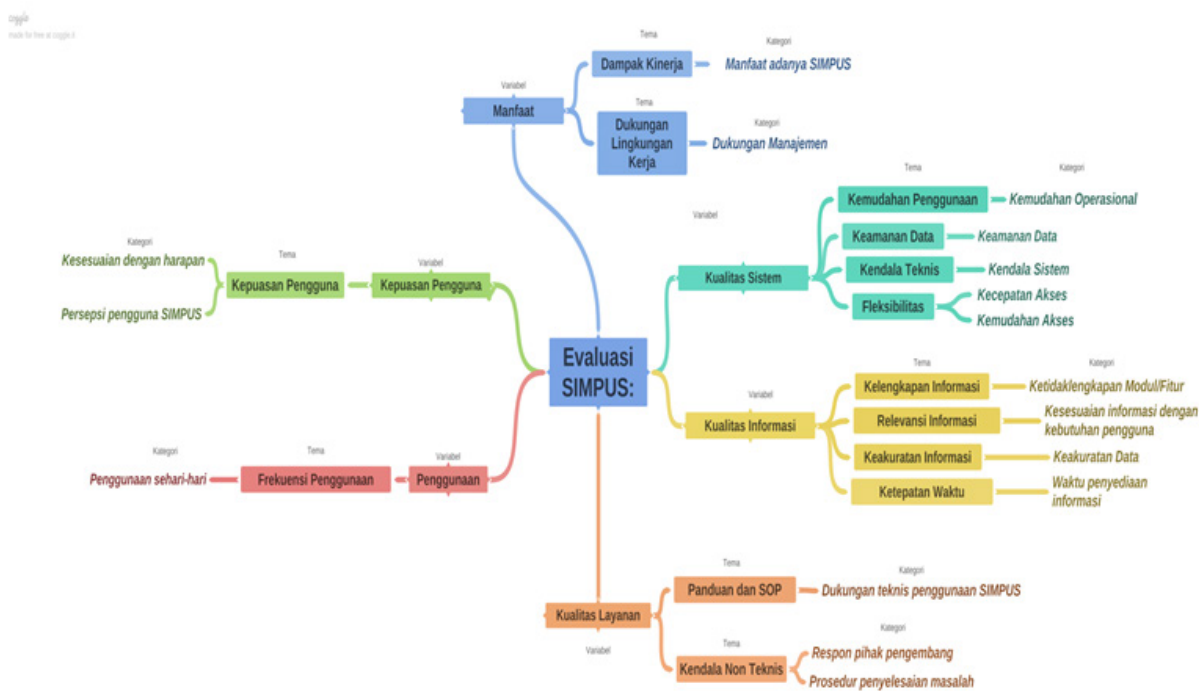 coggle
made for free at coggle.it
Tema
Kategori
Dampak Kinerja
Manfaat adanya SIMPUS
Variabel
Manfaat
Tema
Dukungan
Lingkungan
Kerja
Kategori
Dukungan Manajemen
Tema
Kategori
Kemudahan Penggunaan
Kemudahan Operasional
Variabel
Keamanan Data
Keamanan Data
Kualitas Sistem
Kendala Teknis
Kendala Sistem
Fleksibilitas
Kecepatan Akses
Kemudahan Akses
Kategori
Kesesuaian dengan harapan
Tema
Variabel
Kepuasan Pengguna
Kepuasan Pengguna
Persepsi pengguna SIMPUS
Evaluasi
SIMPUS:
Tema
Kategori
Kelengkapan Informasi
Ketidaklengkapan Modul/Fitur
Variabel
Kualitas Informasi
Relevansi Informasi
Kesesuaian informasi dengan
kebutuhan pengguna
Keakuratan Informasi
Keakuratan Data
Ketepatan Waktu
Waktu penyediaan
informasi
Kategori
Tema
Variabel
Penggunaan sehari-hari
Frekuensi Penggunaan
Penggunaan
Tema
Kategori
Panduan dan SOP
Dukungan teknis penggunaan SIMPUS
Kualitas Layanan
Variabel
Tema
Kategori
Kendala Non Teknis
Respon pihak pengembang
Prosedur penyelesaian masalah